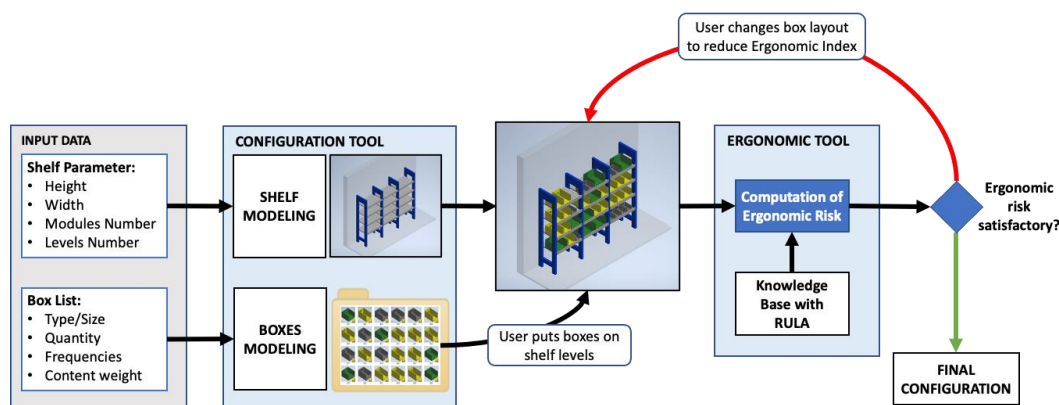 User changes box layout
to reduce Ergonomic Index
INPUT DATA
Shelf Parameter:
• Height
• Width
• Modules Number
• Levels Number
Box List:
• Type/Size
• Quantity
• Frequencies
• Content weight
CONFIGURATION TOOL
SHELF
MODELING
BOXES
MODELING
User puts boxes on
shelf levels
ERGONOMIC TOOL
Computation of
Ergonomic Risk
Knowledge
Base with
RULA
Ergonomic
risk
satisfactory?
FINAL
CONFIGURATION